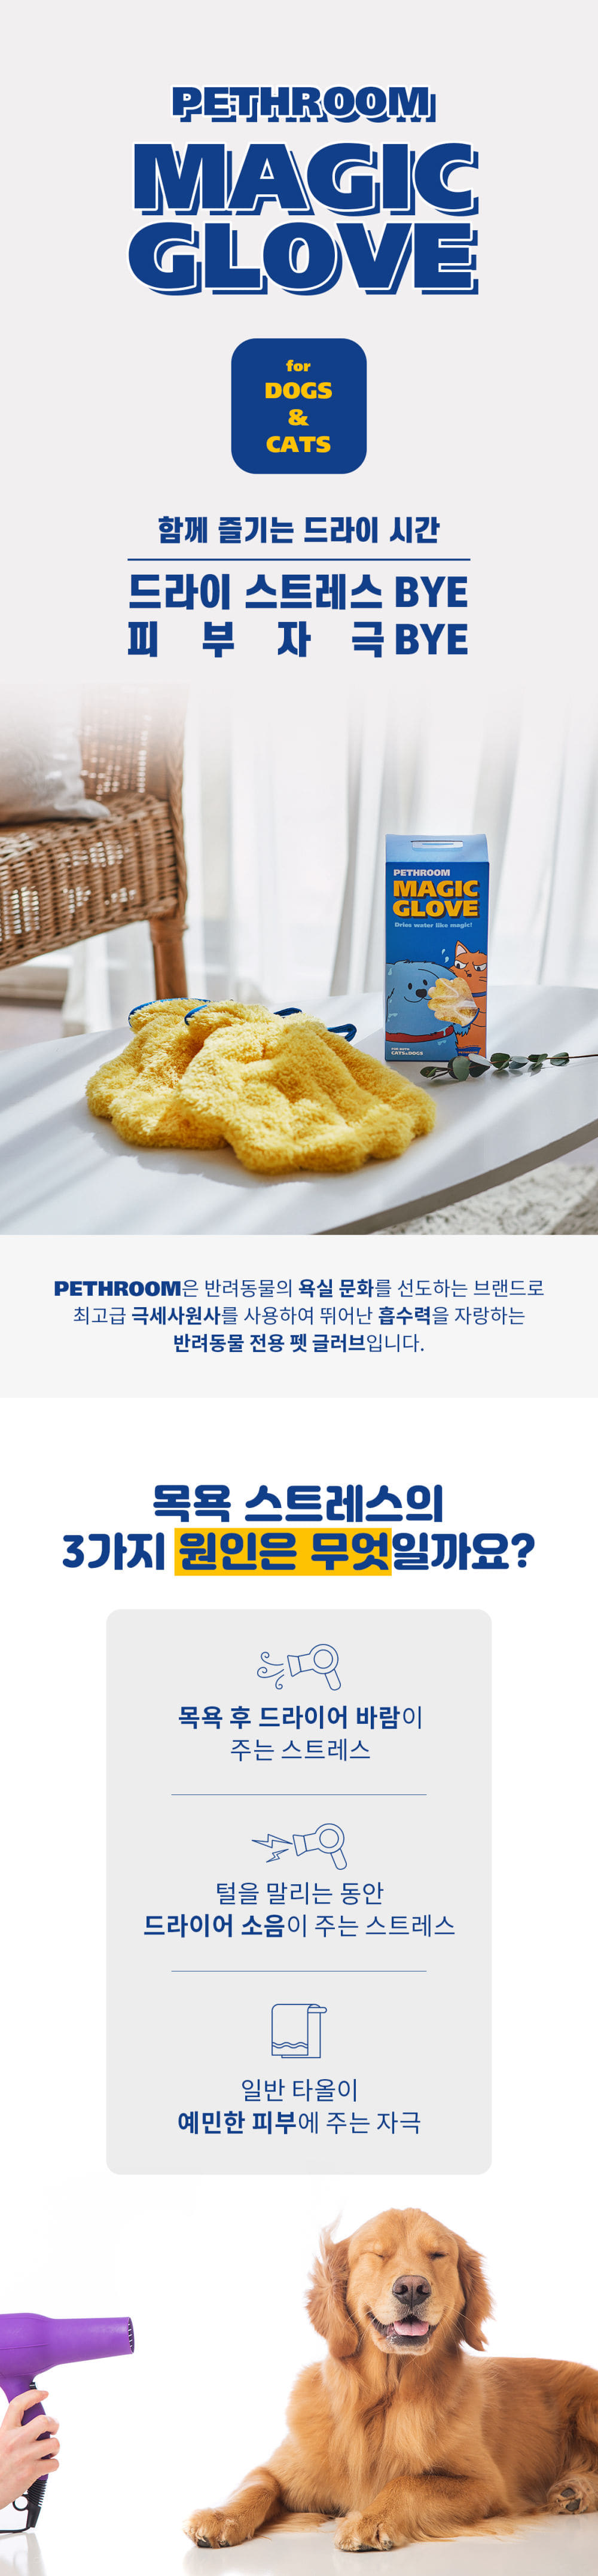 PETHROOM
MAGIC
GLOVE
for
DOGS
&
CATS
함께 즐기는 드라이 시간
드라이 스트레스 BYE
피 부 자 극 BYE
PETHROOM
MAGIC
GLOVE
Dries water like magic!
FOR BOTH
CATS&DOGS
PETHROOM은 반려동물의 욕실 문화를 선도하는 브랜드로
최고급 극세사원사를 사용하여 뛰어난 흡수력을 자랑하는
반려동물 전용 펫 글러브입니다.
목욕 스트레스의
3가지 원인은 무엇일까요?
목욕 후 드라이어 바람이
주는 스트레스
털을 말리는 동안
드라이어 소음이 주는 스트레스
일반 타올이
예민한 피부에 주는 자극